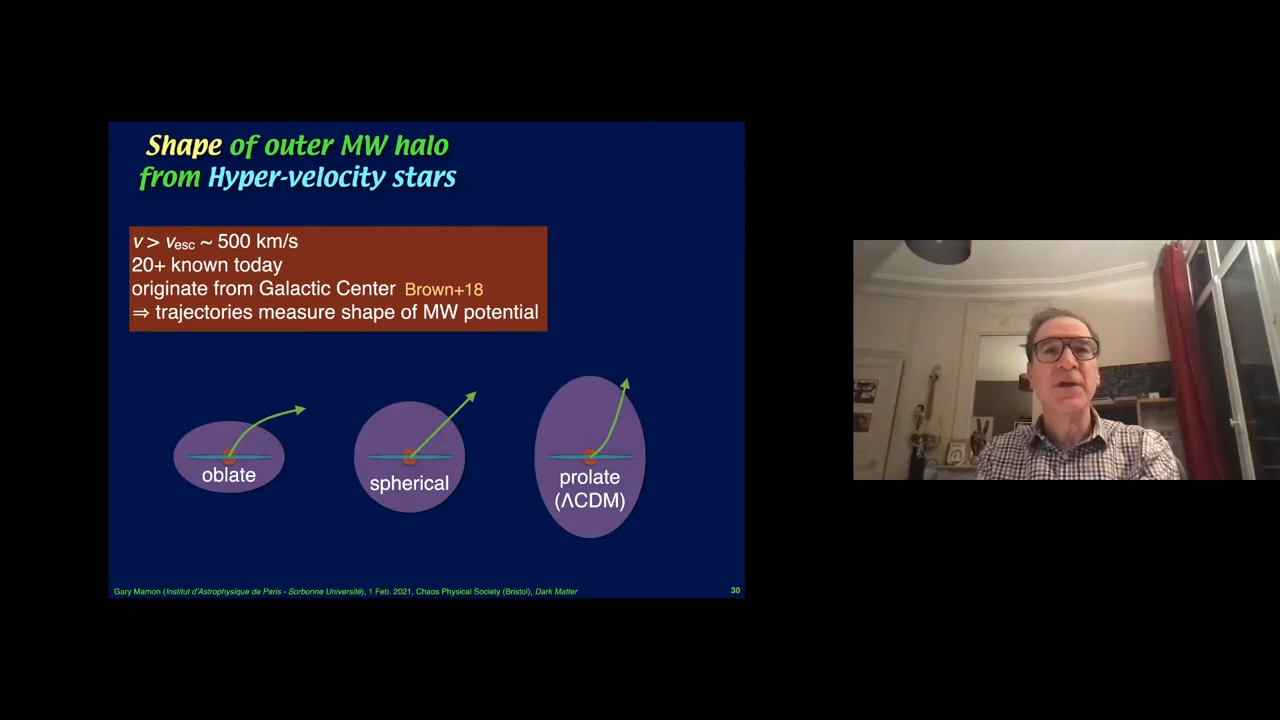 Shape of outer MW halo
from Hyper-velocity stars
v > vesc ~ 500 km/s
20+ known today
originate from Galactic Center Brown+18
⇒ trajectories measure shape of MW potential
oblate
spherical
prolate
(ΛCDM)
Gary Mamon (Institut d'Astrophysique de Paris - Sorbonne Université), 1 Feb. 2021, Chaos Physical Society (Bristol), Dark Matter
30